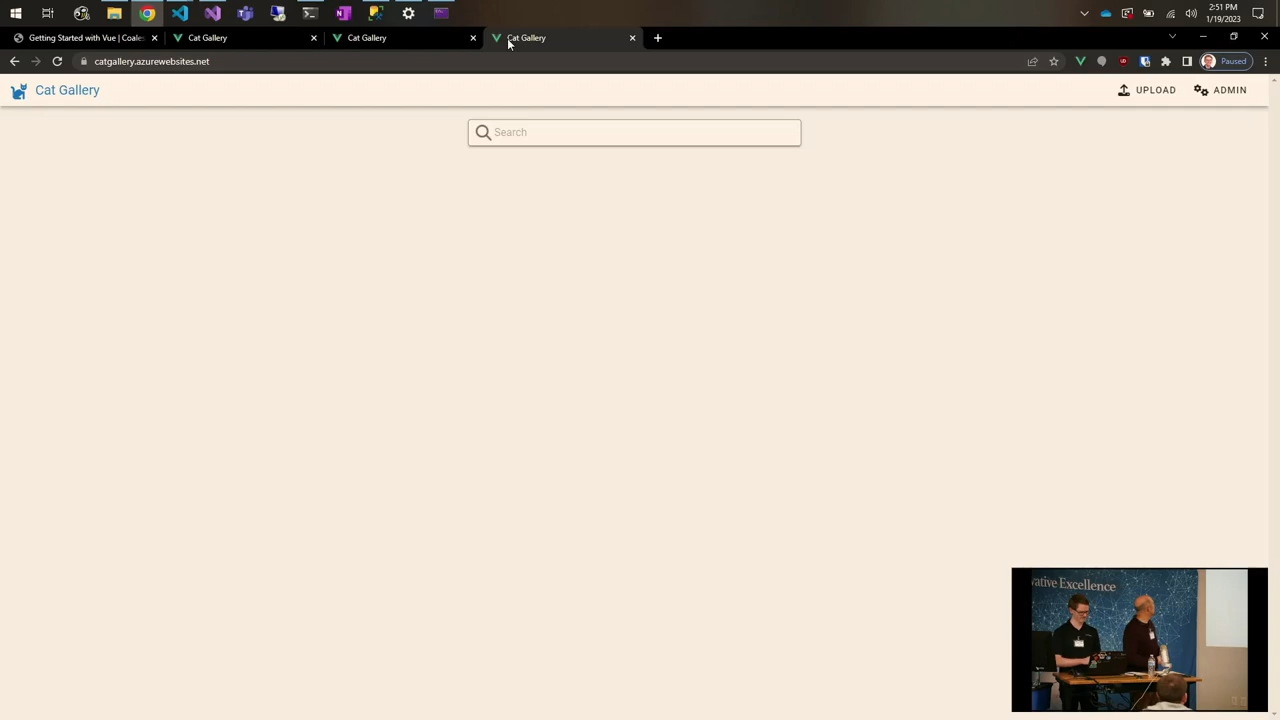 2:51 PM
1/19/2023
Getting Started with Vue | Coales
Cat Gallery
Cat Gallery
Cat Gallery
catgallery.azurewebsites.net
Paused
Cat Gallery
UPLOAD
ADMIN
Search
vative Excellence